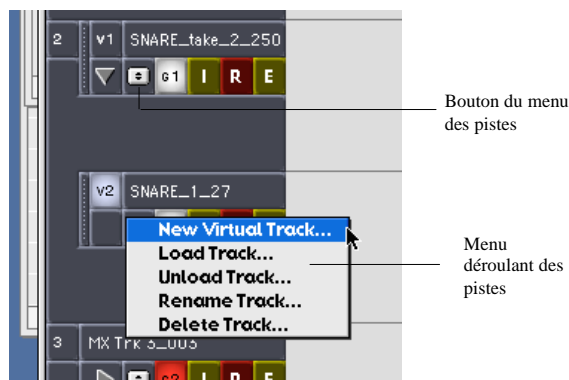 2 v1 SNARE_take_2_250
G1 I R E
Bouton du menu
des pistes
v2 SNARE_1_27
New Virtual Track...
Load Track...
Unload Track...
Rename Track...
Delete Track...
Menu
déroulant des
pistes
3 MX Trk 3_003
I R E